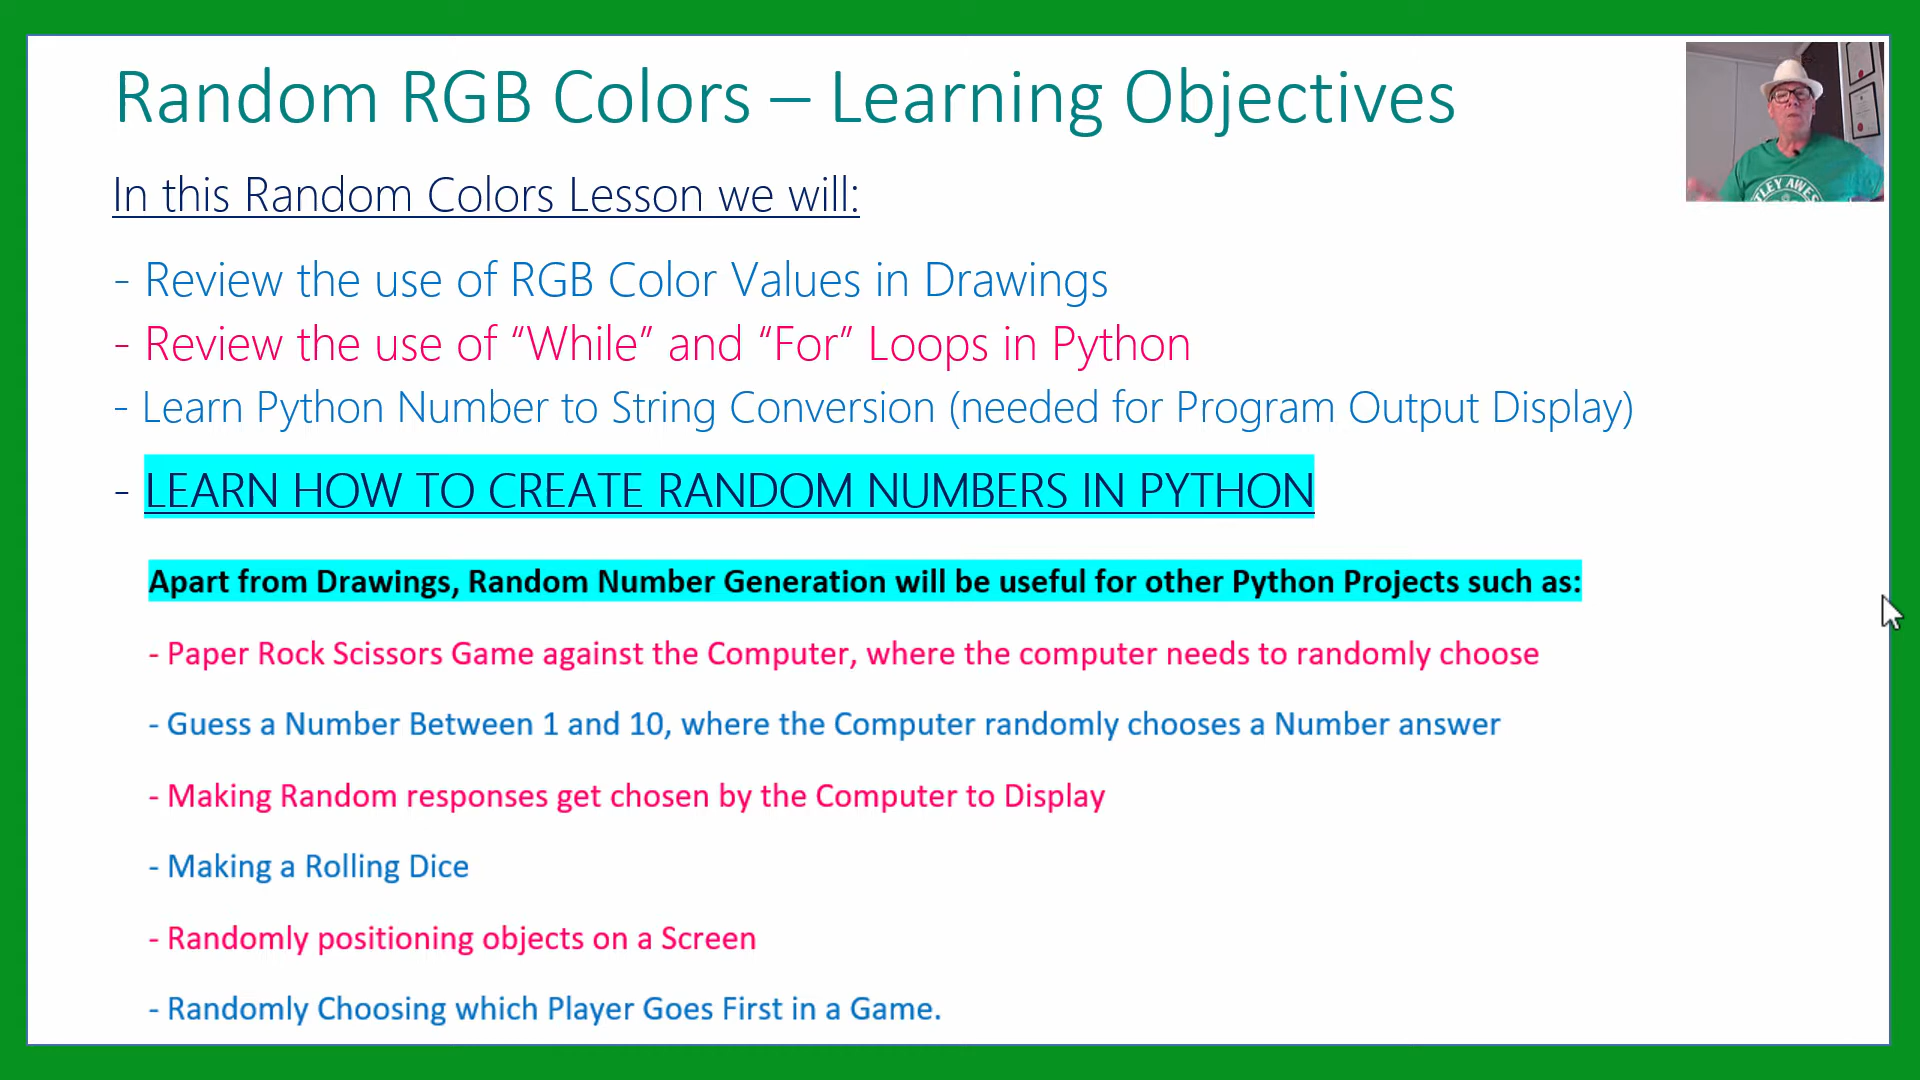 Random RGB Colors – Learning Objectives
In this Random Colors Lesson we will:
- Review the use of RGB Color Values in Drawings
- Review the use of “While” and “For” Loops in Python
- Learn Python Number to String Conversion (needed for Program Output Display)
- LEARN HOW TO CREATE RANDOM NUMBERS IN PYTHON
Apart from Drawings, Random Number Generation will be useful for other Python Projects such as:
- Paper Rock Scissors Game against the Computer, where the computer needs to randomly choose
- Guess a Number Between 1 and 10, where the Computer randomly chooses a Number answer
- Making Random responses get chosen by the Computer to Display
- Making a Rolling Dice
- Randomly positioning objects on a Screen
- Randomly Choosing which Player Goes First in a Game.